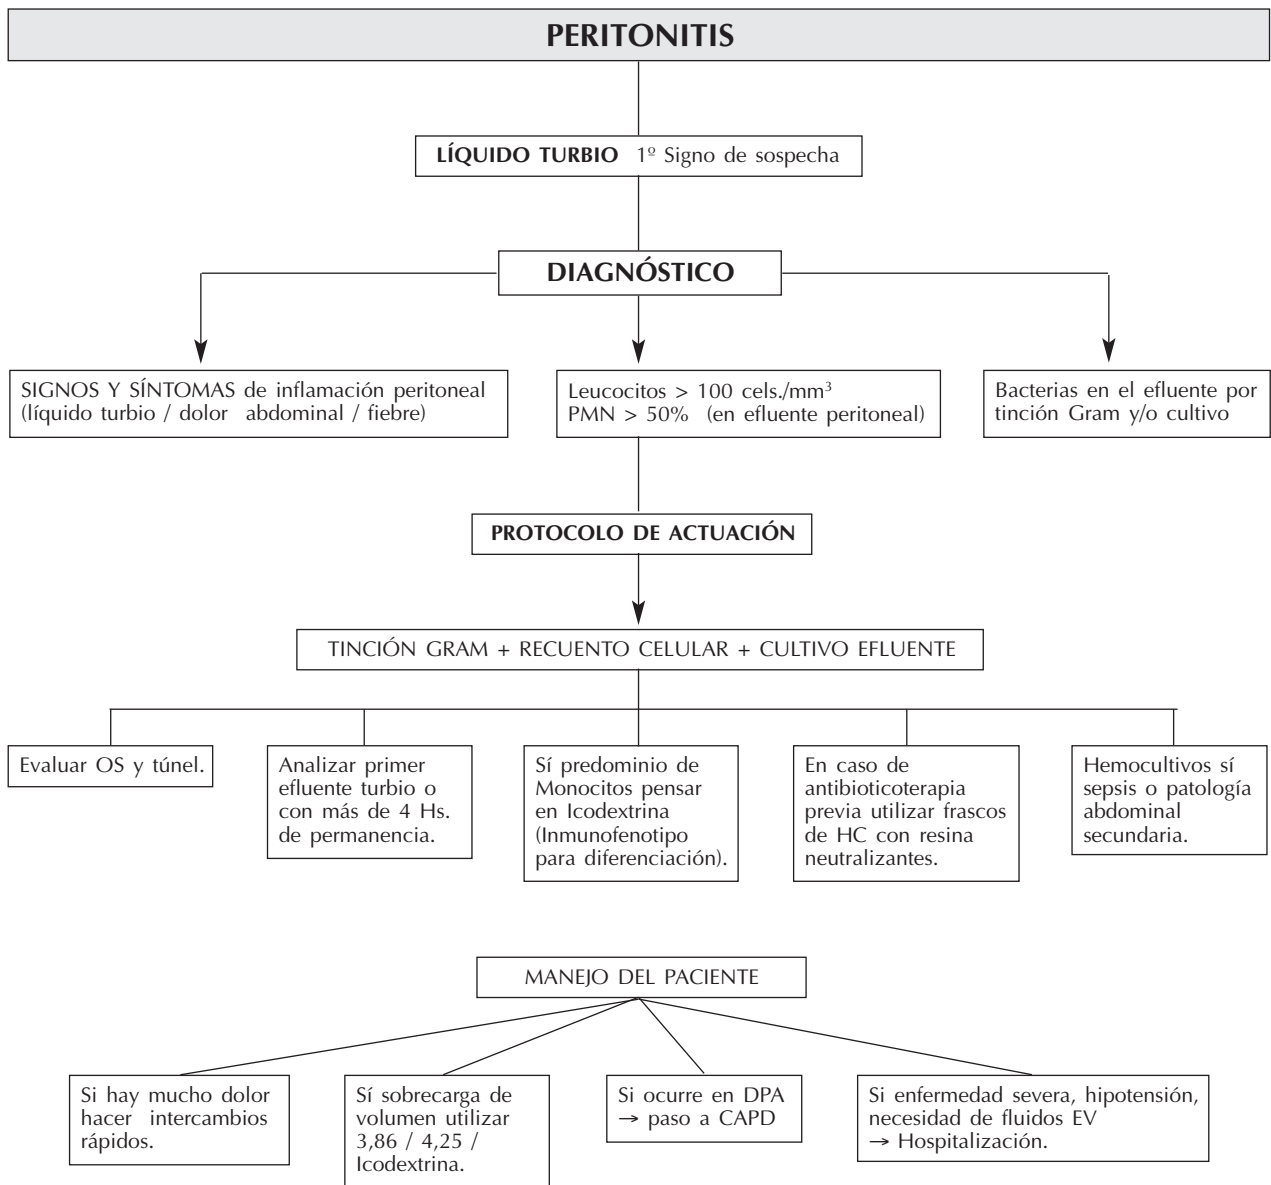 PERITONITIS
LÍQUIDO TURBIO 1º Signo de sospecha
DIAGNÓSTICO
SIGNOS Y SÍNTOMAS de inflamación peritoneal
(líquido turbio / dolor abdominal / fiebre)
Leucocitos > 100 cels./mm³
PMN > 50% (en efluente peritoneal)
Bacterias en el efluente por
tinción Gram y/o cultivo
PROTOCOLO DE ACTUACIÓN
TINCIÓN GRAM + RECUENTO CELULAR + CULTIVO EFLUENTE
Evaluar OS y túnel.
Analizar primer
efluente turbio o
con más de 4 Hs.
de permanencia.
Sí predominio de
Monocitos pensar
en Icodextrina
(Inmunofenotipo
para diferenciación).
En caso de
antibioticoterapia
previa utilizar frascos
de HC con resina
neutralizantes.
Hemocultivos sí
sepsis o patología
abdominal
secundaria.
MANEJO DEL PACIENTE
Si hay mucho dolor
hacer intercambios
rápidos.
Sí sobrecarga de
volumen utilizar
3,86 / 4,25 /
Icodextrina.
Si ocurre en DPA
→ paso a CAPD
Si enfermedad severa, hipotensión,
necesidad de fluidos EV
→ Hospitalización.